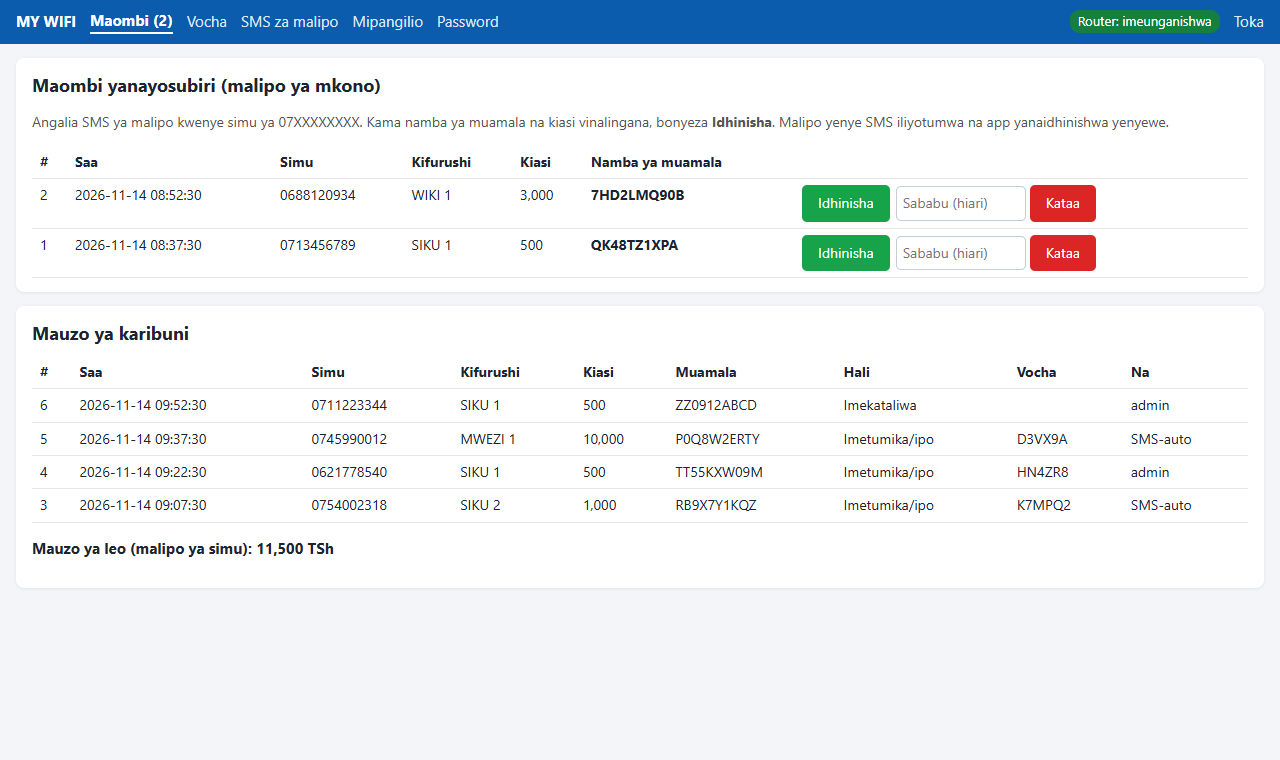 MY WIFI Maombi (2) Vocha SMS za malipo Mipangilio Password Router: imeunganishwa Toka
Maombi yanayosubiri (malipo ya mkono)
Angalia SMS ya malipo kwenye simu ya 07XXXXXXXX. Kama namba ya muamala na kiasi vinalingana, bonyeza Idhinisha. Malipo yenye SMS iliyotumwa na app yanaidhinishwa yenyewe.
# Saa Simu Kifurushi Kiasi Namba ya muamala
2 2026-11-14 08:52:30 0688120934 WIKI 1 3,000 7HD2LMQ90B Idhinisha Sababu (hiari) Kataa
1 2026-11-14 08:37:30 0713456789 SIKU 1 500 QK48TZ1XPA Idhinisha Sababu (hiari) Kataa
Mauzo ya karibuni
# Saa Simu Kifurushi Kiasi Muamala Hali Vocha Na
6 2026-11-14 09:52:30 0711223344 SIKU 1 500 ZZ0912ABCD Imekataliwa admin
5 2026-11-14 09:37:30 0745990012 MWEZI 1 10,000 P0Q8W2ERTY Imetumika/ipo D3VX9A SMS-auto
4 2026-11-14 09:22:30 0621778540 SIKU 1 500 TT55KXW09M Imetumika/ipo HN4ZR8 admin
3 2026-11-14 09:07:30 0754002318 SIKU 2 1,000 RB9X7Y1KQZ Imetumika/ipo K7MPQ2 SMS-auto
Mauzo ya leo (malipo ya simu): 11,500 TSh